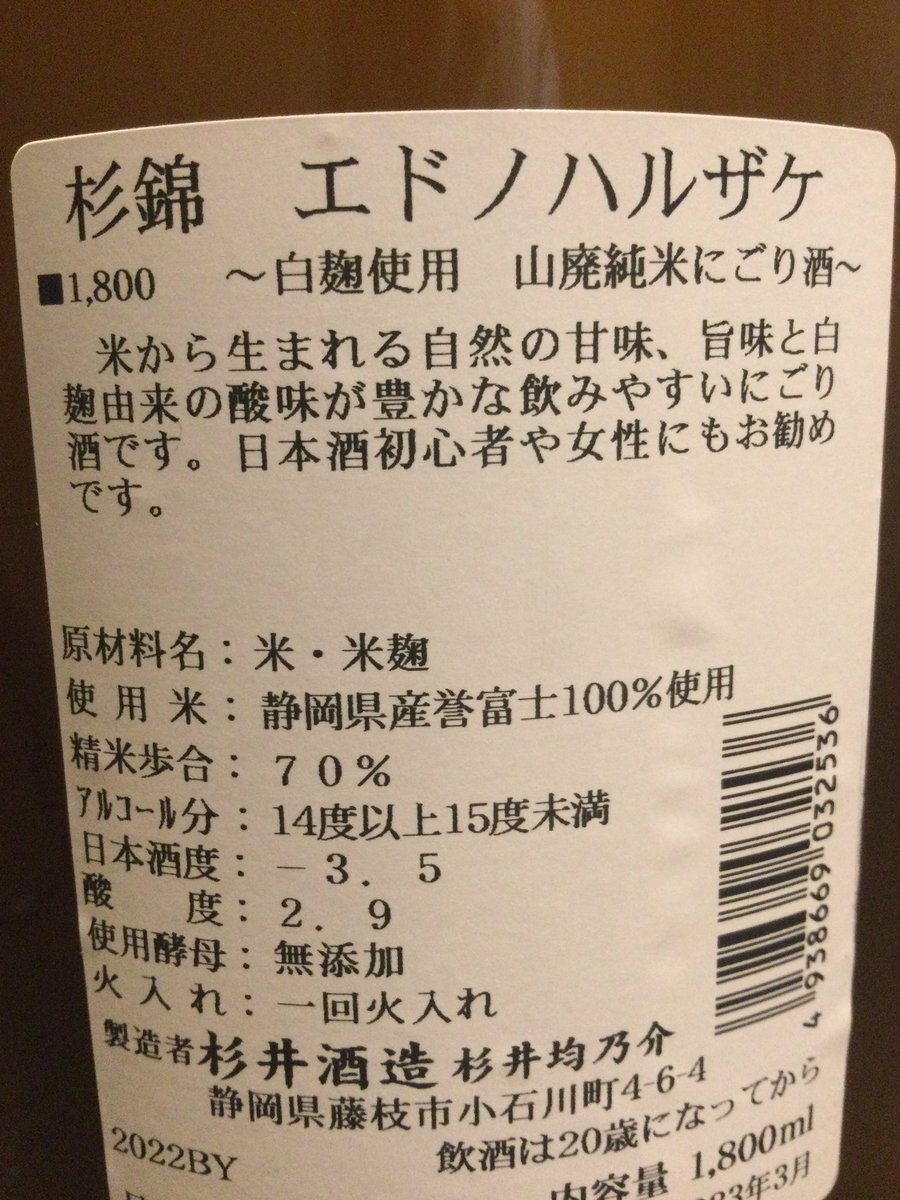 杉錦　エドノハルザケ
■1,800　～白麹使用　山廃純米にごり酒～
米から生まれる自然の甘味、旨味と白
麹由来の酸味が豊かな飲みやすいにごり
酒です。日本酒初心者や女性にもお勧め
です。
原材料名：米・米麹
使用米：静岡県産誉富士100％使用
精米歩合：７０％
ｱﾙｺｰﾙ分：14度以上15度未満
日本酒度：－３．５
酸　度：２．９
使用酵母：無添加
火入れ：一回火入れ
製造者 杉井酒造 杉井均乃介
静岡県藤枝市小石川町4-6-4
2022BY　飲酒は20歳になってから
内容量 1,800ml
年3月
4 938669 032536